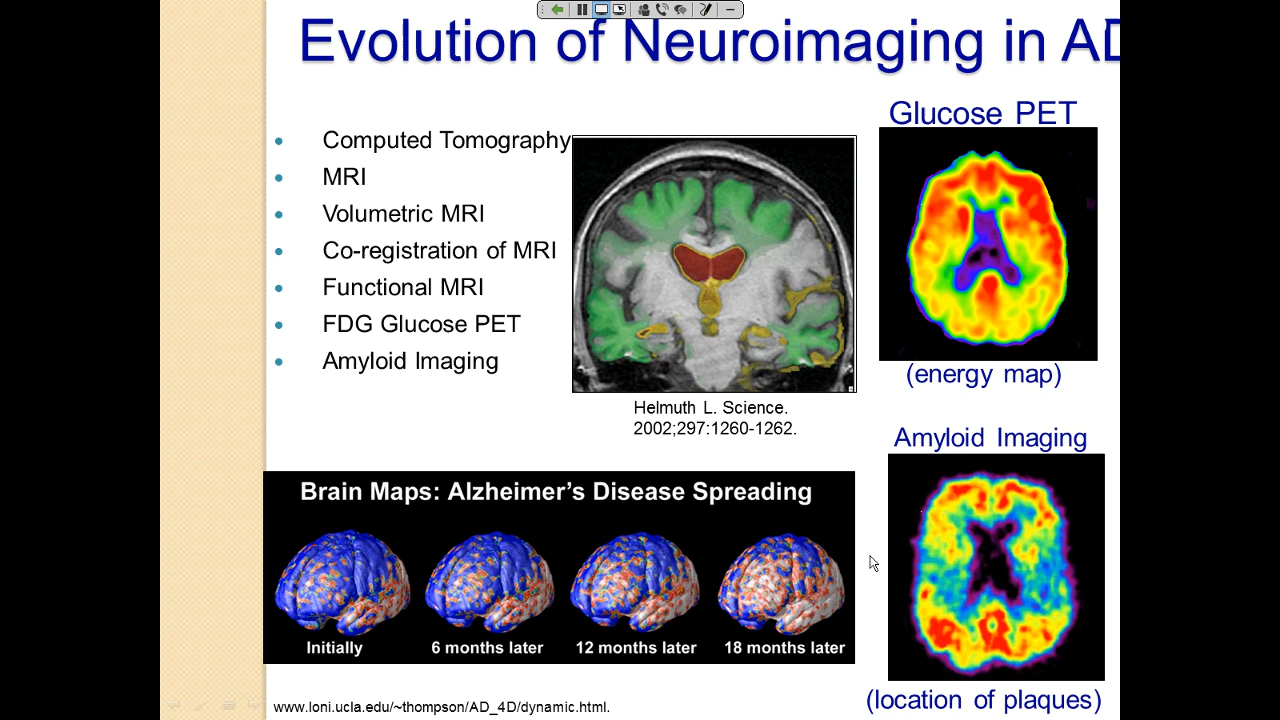 Evolution of Neuroimaging in AD
Computed Tomography
MRI
Volumetric MRI
Co-registration of MRI
Functional MRI
FDG Glucose PET
Amyloid Imaging
Helmuth L. Science.
2002;297:1260-1262.
Glucose PET
(energy map)
Amyloid Imaging
(location of plaques)
Brain Maps: Alzheimer’s Disease Spreading
Initially
6 months later
12 months later
18 months later
www.loni.ucla.edu/~thompson/AD_4D/dynamic.html.